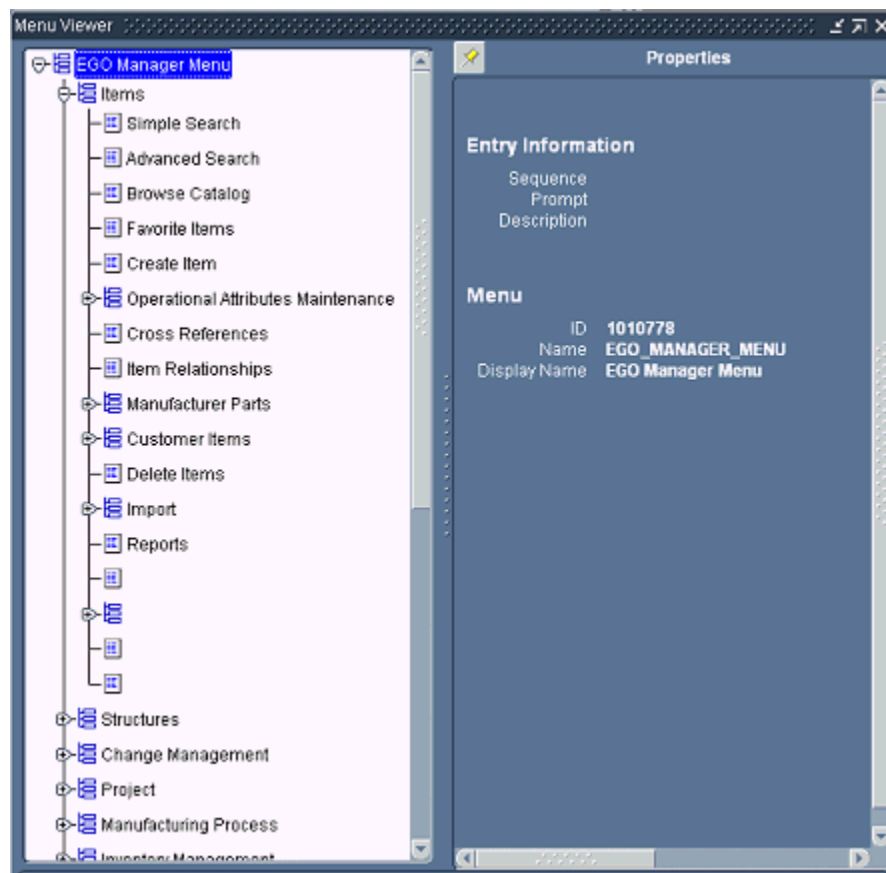 Menu Viewer
EGO Manager Menu
Items
Simple Search
Advanced Search
Browse Catalog
Favorite Items
Create Item
Operational Attributes Maintenance
Cross References
Item Relationships
Manufacturer Parts
Customer Items
Delete Items
Import
Reports
Structures
Change Management
Project
Manufacturing Process
Inventory Management
Properties
Entry Information
Sequence
Prompt
Description
Menu
ID 1010778
Name EGO_MANAGER_MENU
Display Name EGO Manager Menu